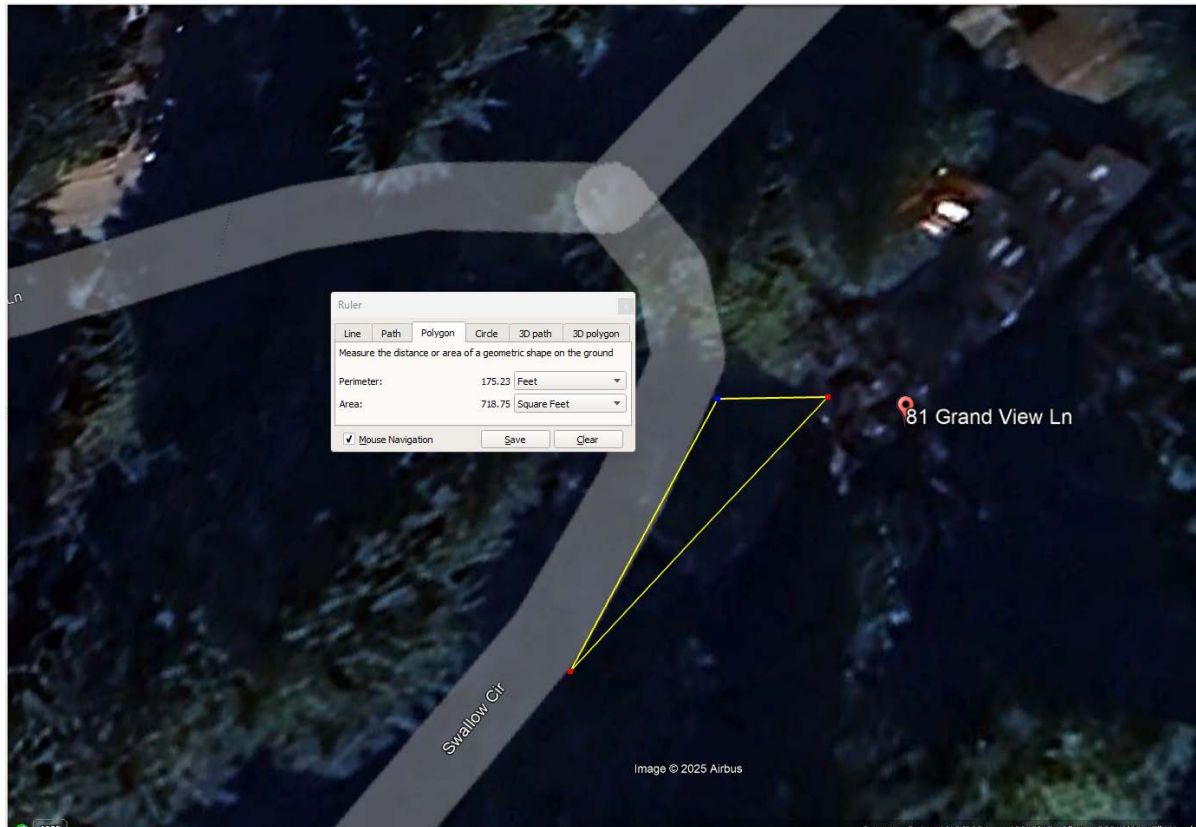 Ln
Ruler
Line Path Polygon Circle 3D path 3D polygon
Measure the distance or area of a geometric shape on the ground
Perimeter: 175.23 Feet
Area: 718.75 Square Feet
Mouse Navigation Save Clear
81 Grand View Ln
Swallow Cir
Image © 2025 Airbus